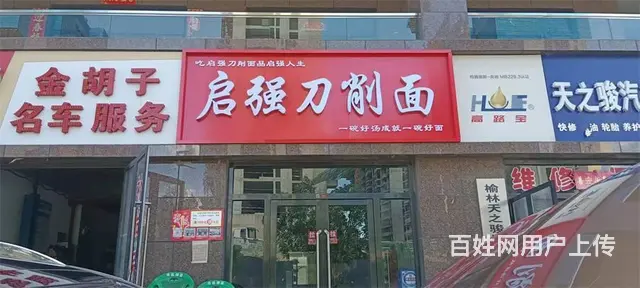 金胡子
名车服务
吃启强刀削面品启强人生
启强刀削面
一碗好汤成就一碗好面
HOLE
®
高路宝
天之骏汽
快修 油 轮胎 养护
维修
榆林天之骏
百姓网用户上传